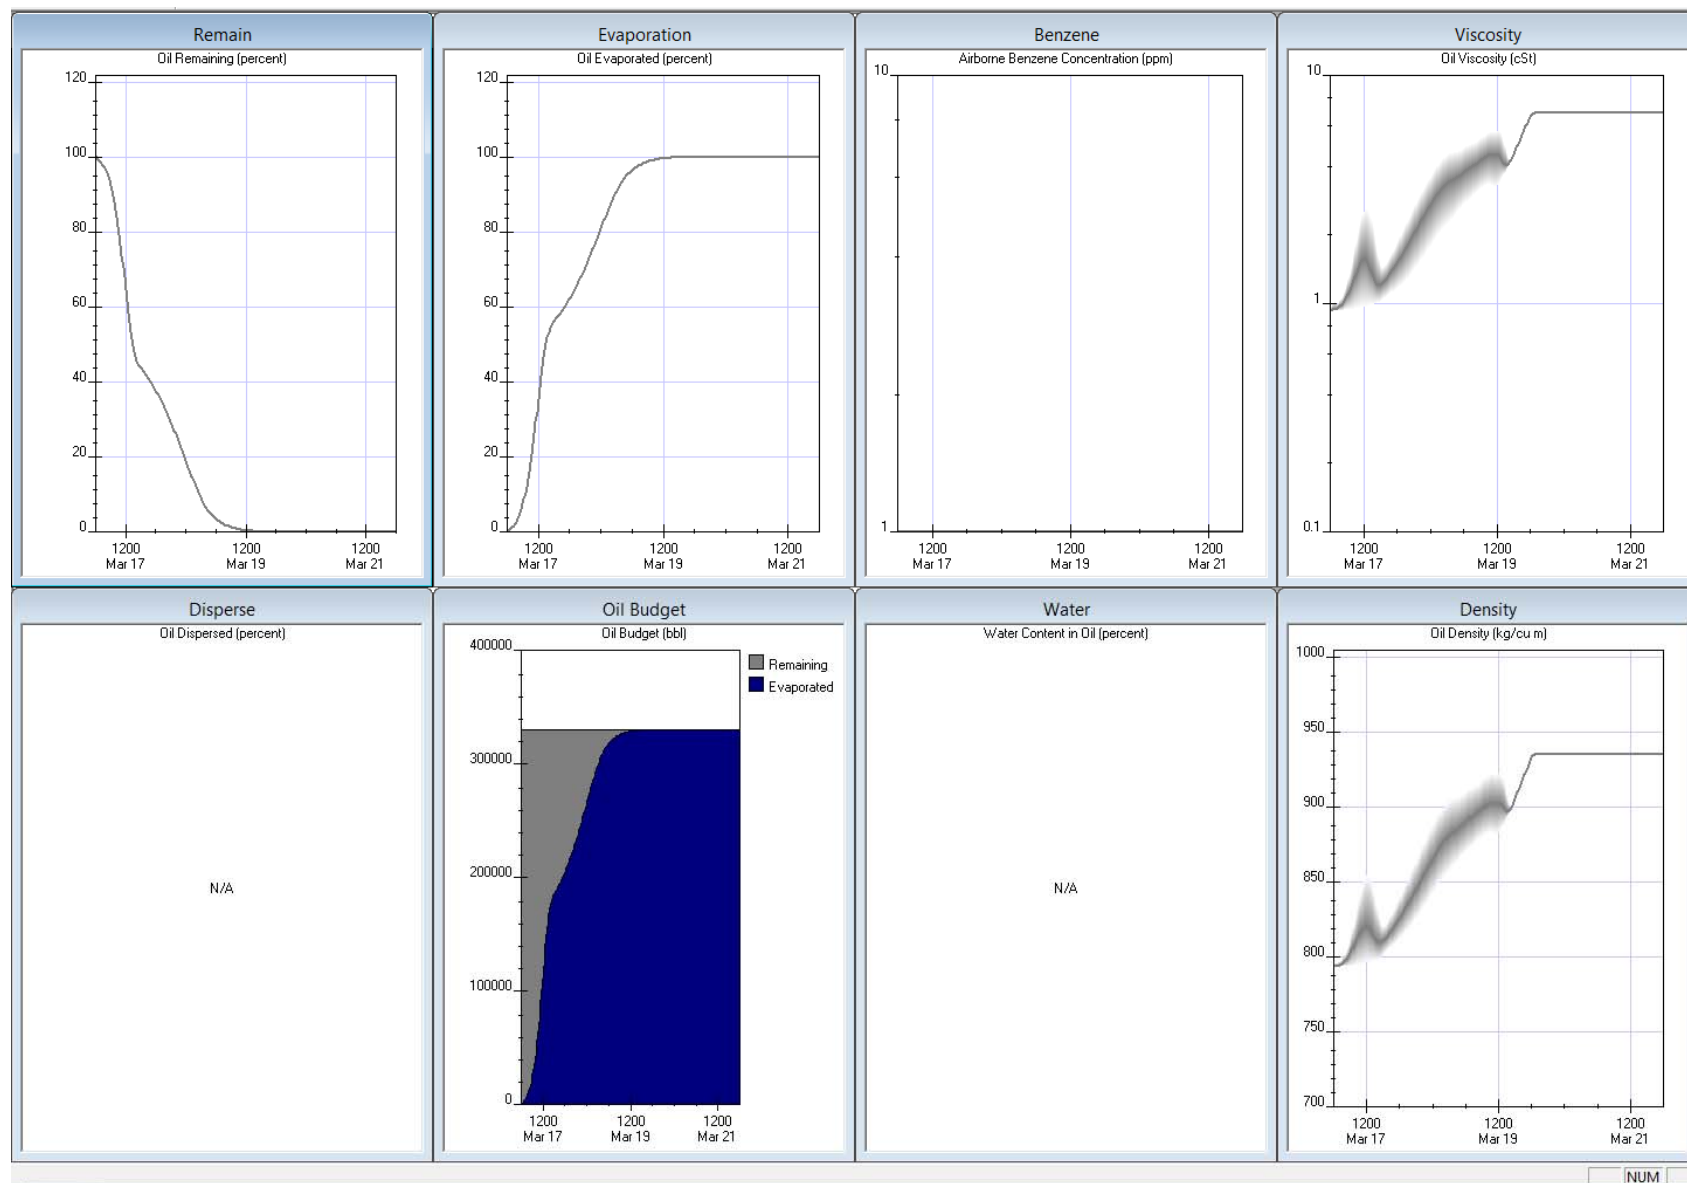 Remain
Oil Remaining (percent)
120
100
80
60
40
20
0
1200 1200 1200
Mar 17 Mar 19 Mar 21
Evaporation
Oil Evaporated (percent)
120
100
80
60
40
20
0
1200 1200 1200
Mar 17 Mar 19 Mar 21
Benzene
Airborne Benzene Concentration (ppm)
10
1
1200 1200 1200
Mar 17 Mar 19 Mar 21
Viscosity
Oil Viscosity (cSt)
10
1
0.1
1200 1200 1200
Mar 17 Mar 19 Mar 21
Disperse
Oil Dispersed (percent)
N/A
Oil Budget
Oil Budget (bbl)
400000
300000
200000
100000
0
1200 1200 1200
Mar 17 Mar 19 Mar 21
Remaining
Evaporated
Water
Water Content in Oil (percent)
N/A
Density
Oil Density (kg/cu m)
1000
950
900
850
800
750
700
1200 1200 1200
Mar 17 Mar 19 Mar 21
NUM